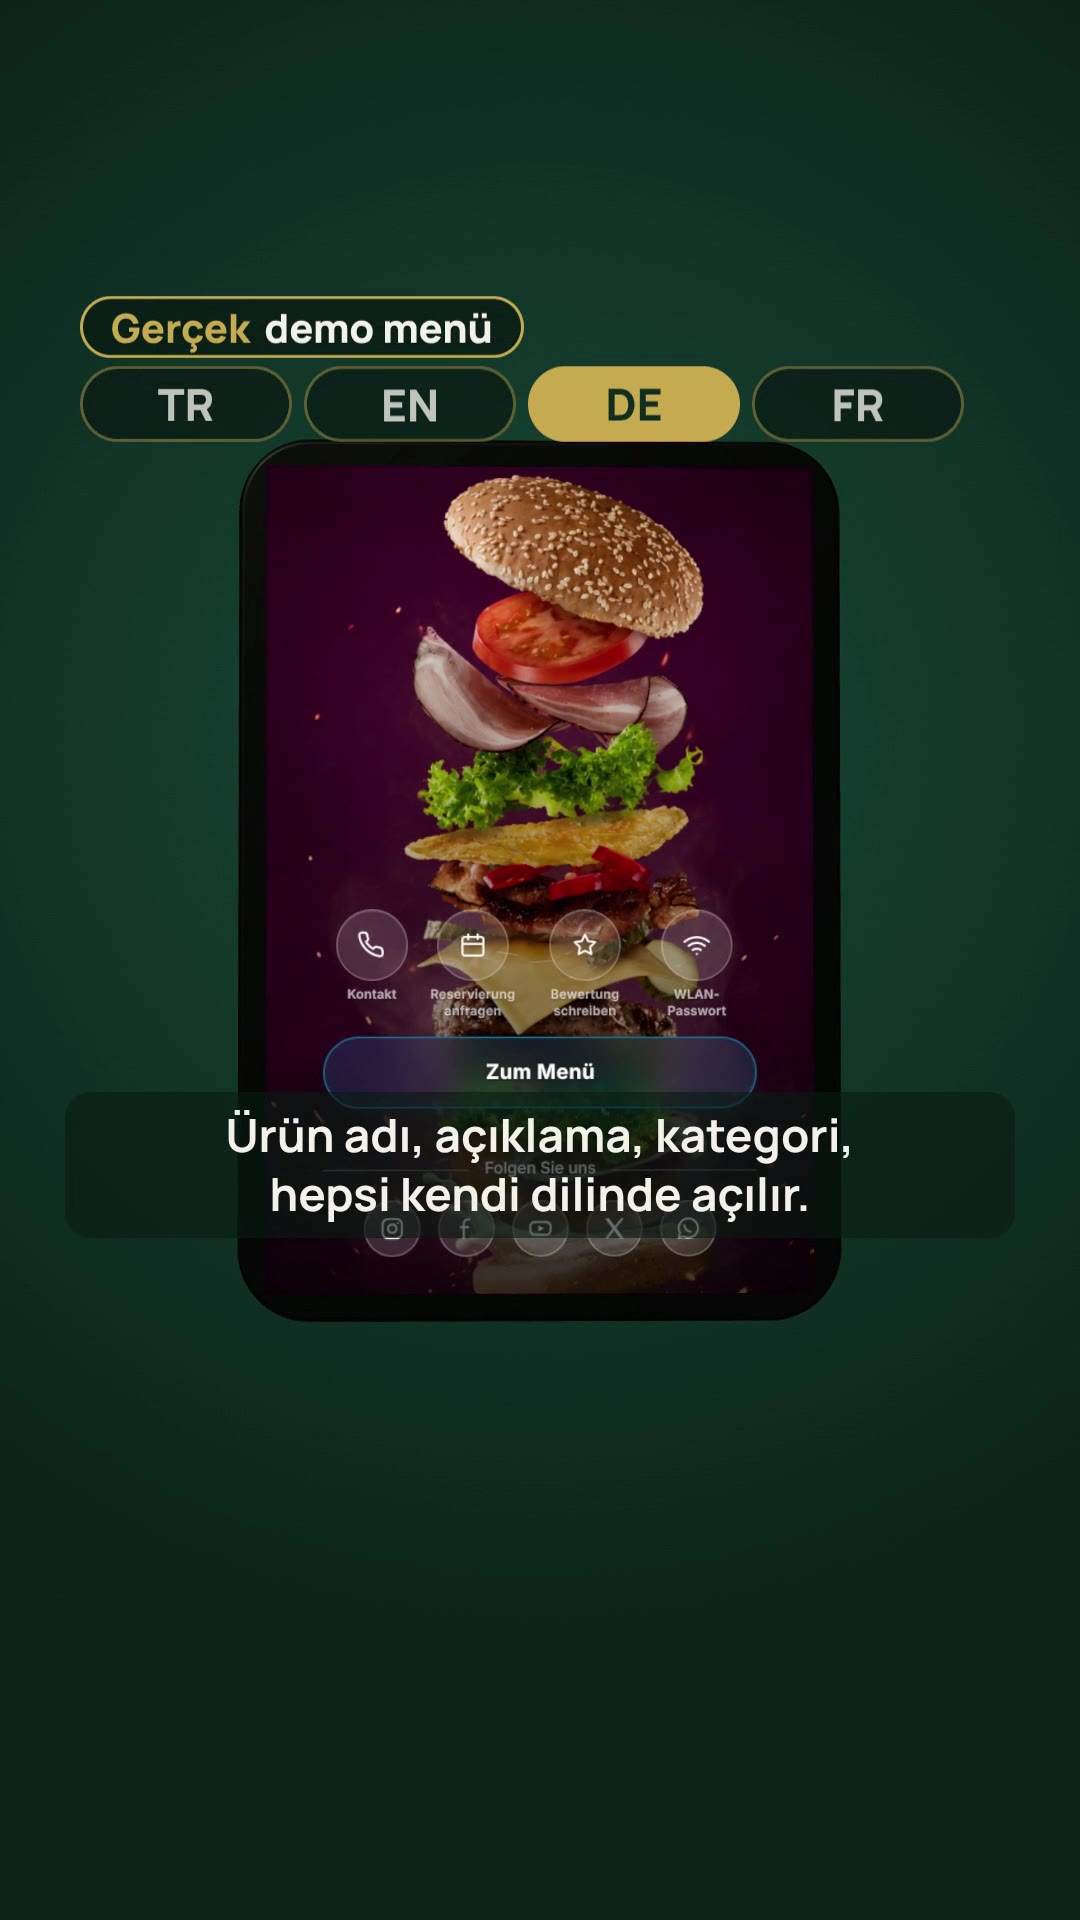 Gerçek demo menü
TR EN DE FR
Kontakt
Reservierung anfragen
Bewertung schreiben
WLAN-Passwort
Zum Menü
Ürün adı, açıklama, kategori,
Folgen Sie uns
hepsi kendi dilinde açılır.